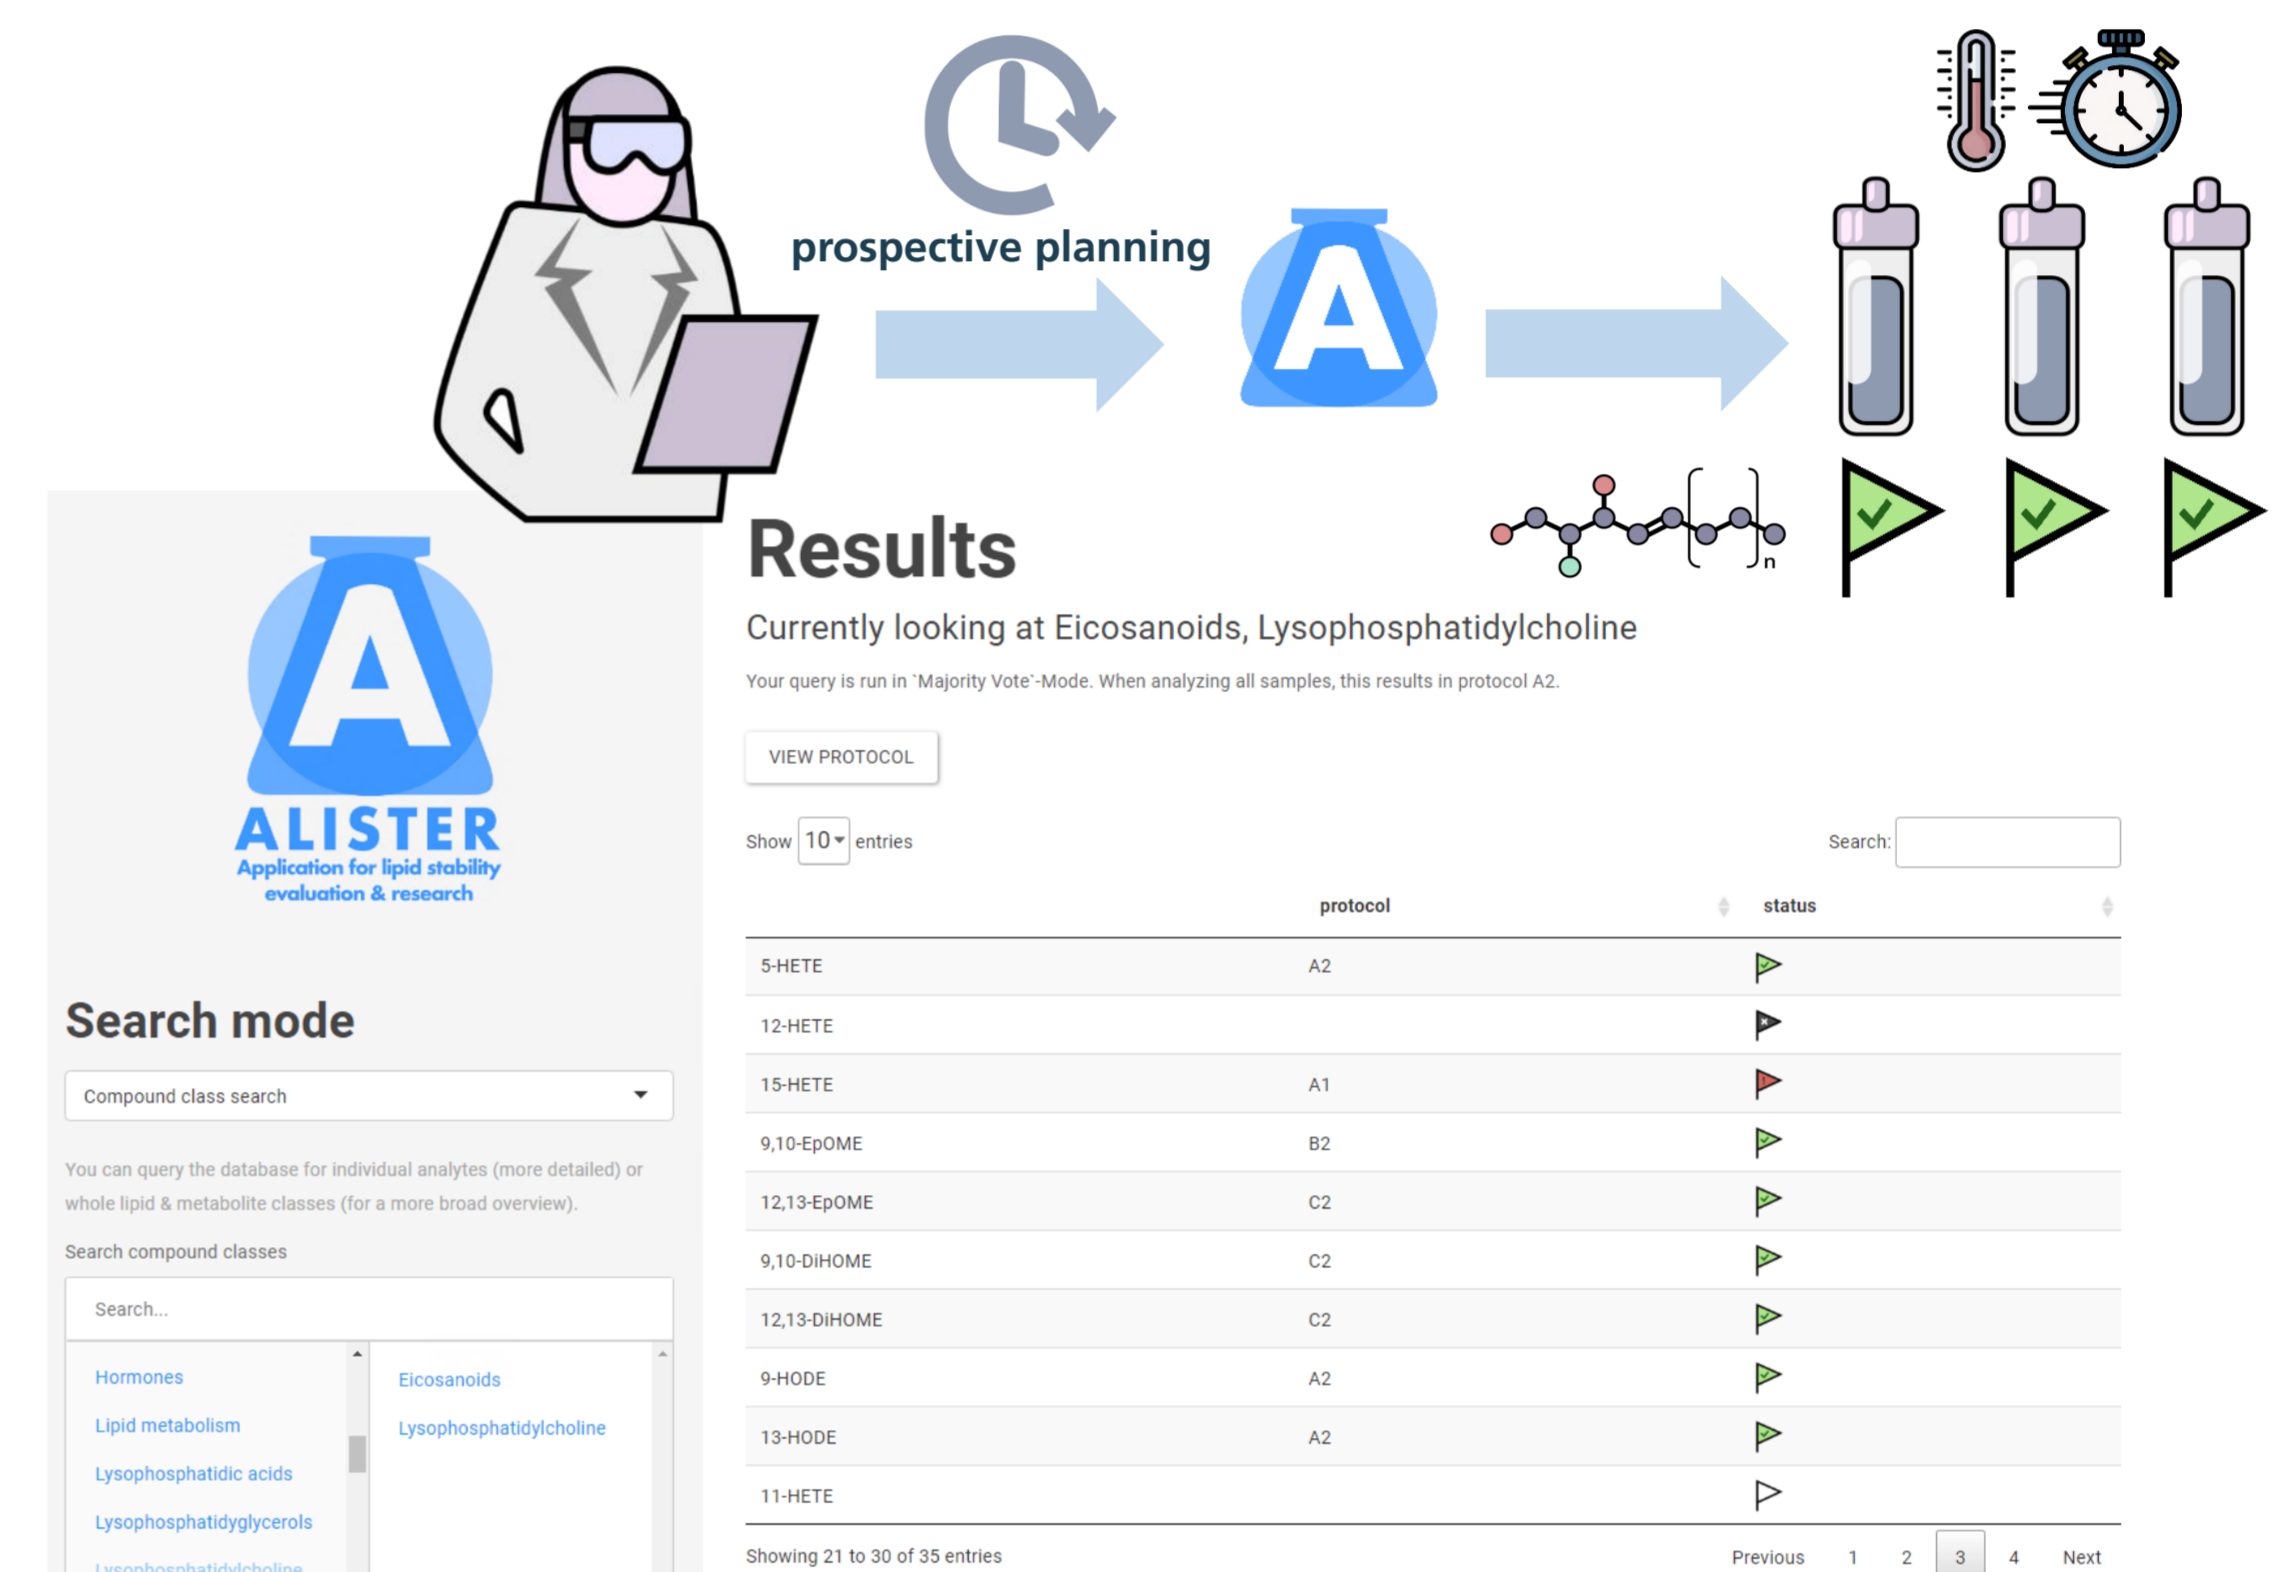 prospective planning
A
n
A
ALISTER
Application for lipid stability
evaluation & research
Search mode
Compound class search
You can query the database for individual analytes (more detailed) or
whole lipid & metabolite classes (for a more broad overview).
Search compound classes
Search...
Hormones
Lipid metabolism
Lysophosphatidic acids
Lysophosphatidyglycerols
Lysophosphatidylcholine
Eicosanoids
Lysophosphatidylcholine
Results
Currently looking at Eicosanoids, Lysophosphatidylcholine
Your query is run in `Majority Vote`-Mode. When analyzing all samples, this results in protocol A2.
VIEW PROTOCOL
Show 10 entries
Search:
protocol status
5-HETE A2
12-HETE
15-HETE A1
9,10-EpOME B2
12,13-EpOME C2
9,10-DiHOME C2
12,13-DiHOME C2
9-HODE A2
13-HODE A2
11-HETE
Showing 21 to 30 of 35 entries
Previous 1 2 3 4 Next